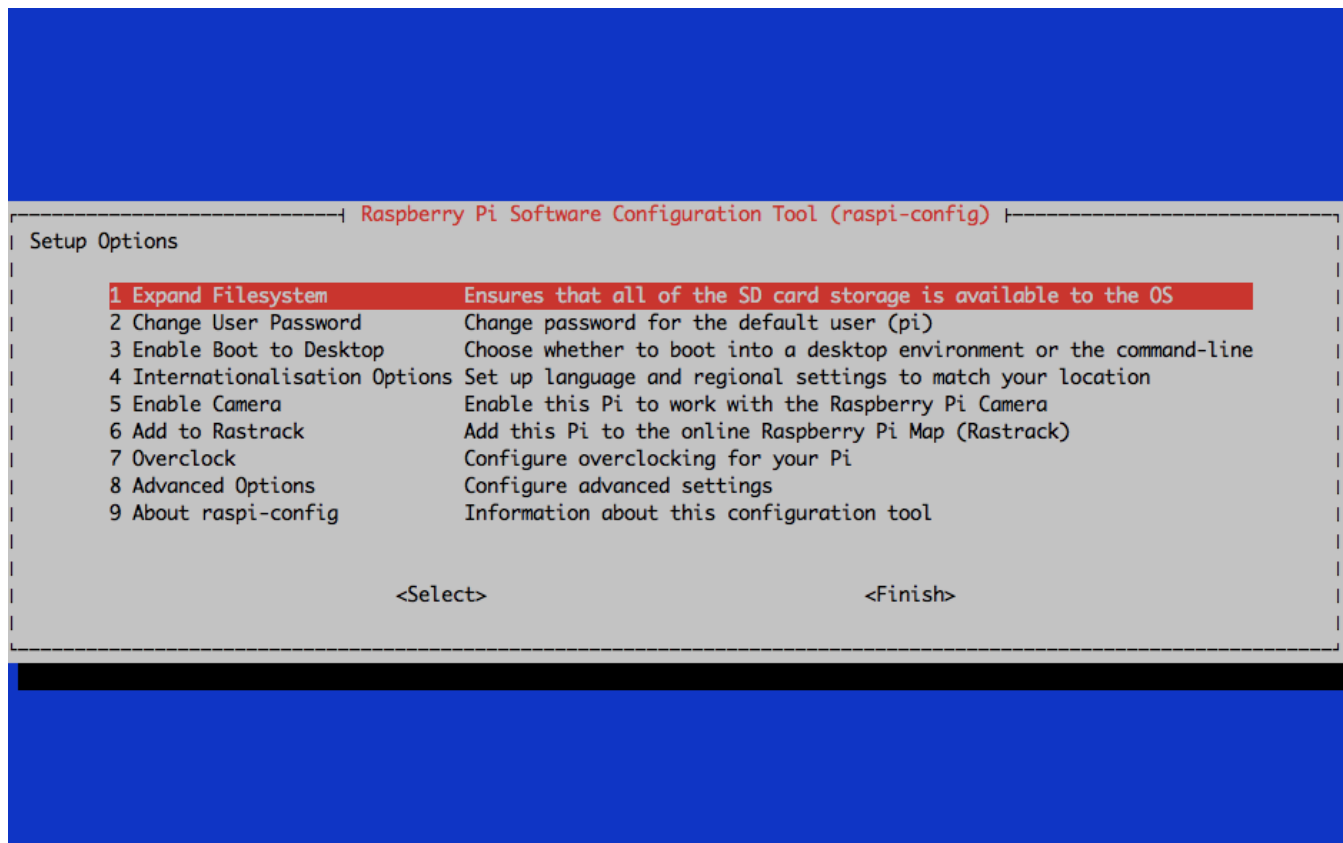 Raspberry Pi Software Configuration Tool (raspi-config)
Setup Options
1 Expand Filesystem Ensures that all of the SD card storage is available to the OS
2 Change User Password Change password for the default user (pi)
3 Enable Boot to Desktop Choose whether to boot into a desktop environment or the command-line
4 Internationalisation Options Set up language and regional settings to match your location
5 Enable Camera Enable this Pi to work with the Raspberry Pi Camera
6 Add to Rastrack Add this Pi to the online Raspberry Pi Map (Rastrack)
7 Overclock Configure overclocking for your Pi
8 Advanced Options Configure advanced settings
9 About raspi-config Information about this configuration tool
<Select> <Finish>